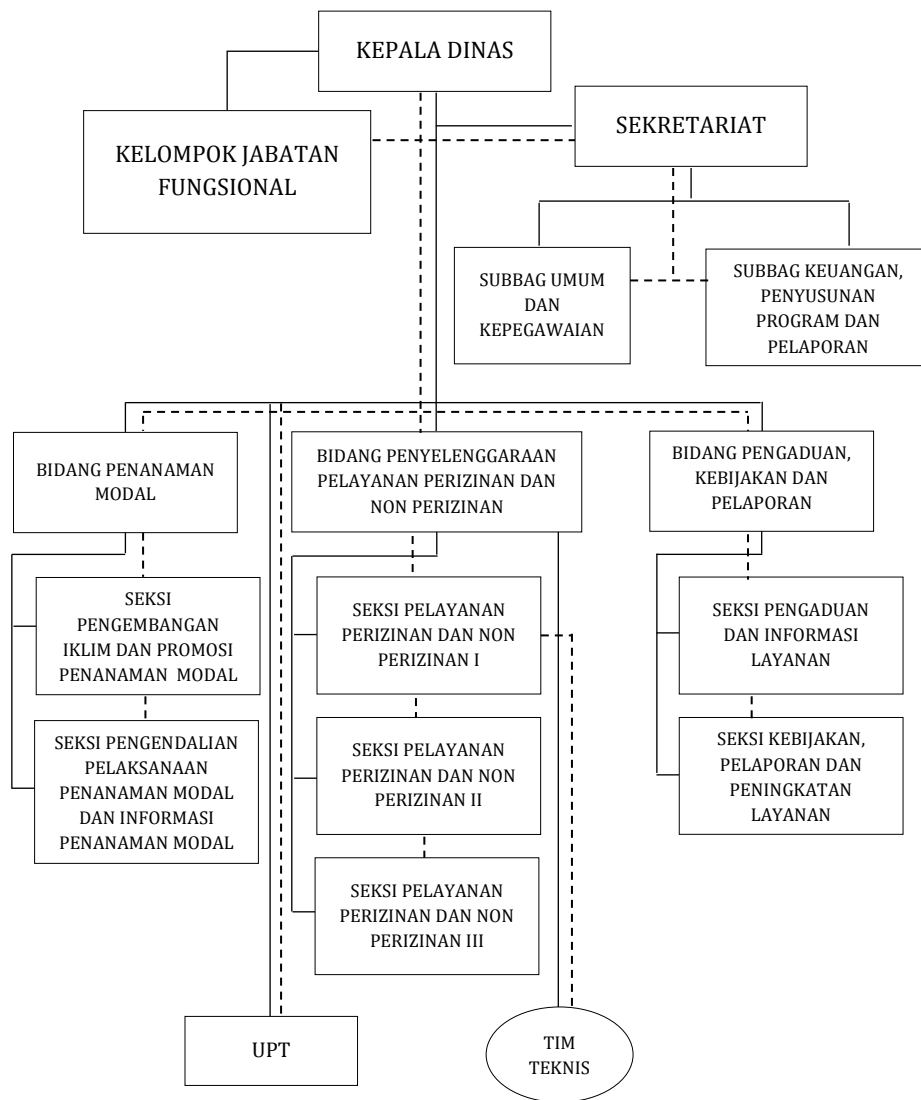 KEPALA DINAS
SEKRETARIAT
KELOMPOK JABATAN
FUNGSIONAL
SUBBAG UMUM
DAN
KEPEGAWAIAN
SUBBAG KEUANGAN,
PENYUSUNAN
PROGRAM DAN
PELAPORAN
BIDANG PENANAMAN
MODAL
BIDANG PENYELENGGARAAN
PELAYANAN PERIZINAN DAN
NON PERIZINAN
BIDANG PENGADUAN,
KEBIJAKAN DAN
PELAPORAN
SEKSI
PENGEMBANGAN
IKLIM DAN PROMOSI
PENANAMAN MODAL
SEKSI PELAYANAN
PERIZINAN DAN NON
PERIZINAN I
SEKSI PENGADUAN
DAN INFORMASI
LAYANAN
SEKSI PENGENDALIAN
PELAKSANAAN
PENANAMAN MODAL
DAN INFORMASI
PENANAMAN MODAL
SEKSI PELAYANAN
PERIZINAN DAN NON
PERIZINAN II
SEKSI KEBIJAKAN,
PELAPORAN DAN
PENINGKATAN
LAYANAN
SEKSI PELAYANAN
PERIZINAN DAN NON
PERIZINAN III
UPT
TIM
TEKNIS